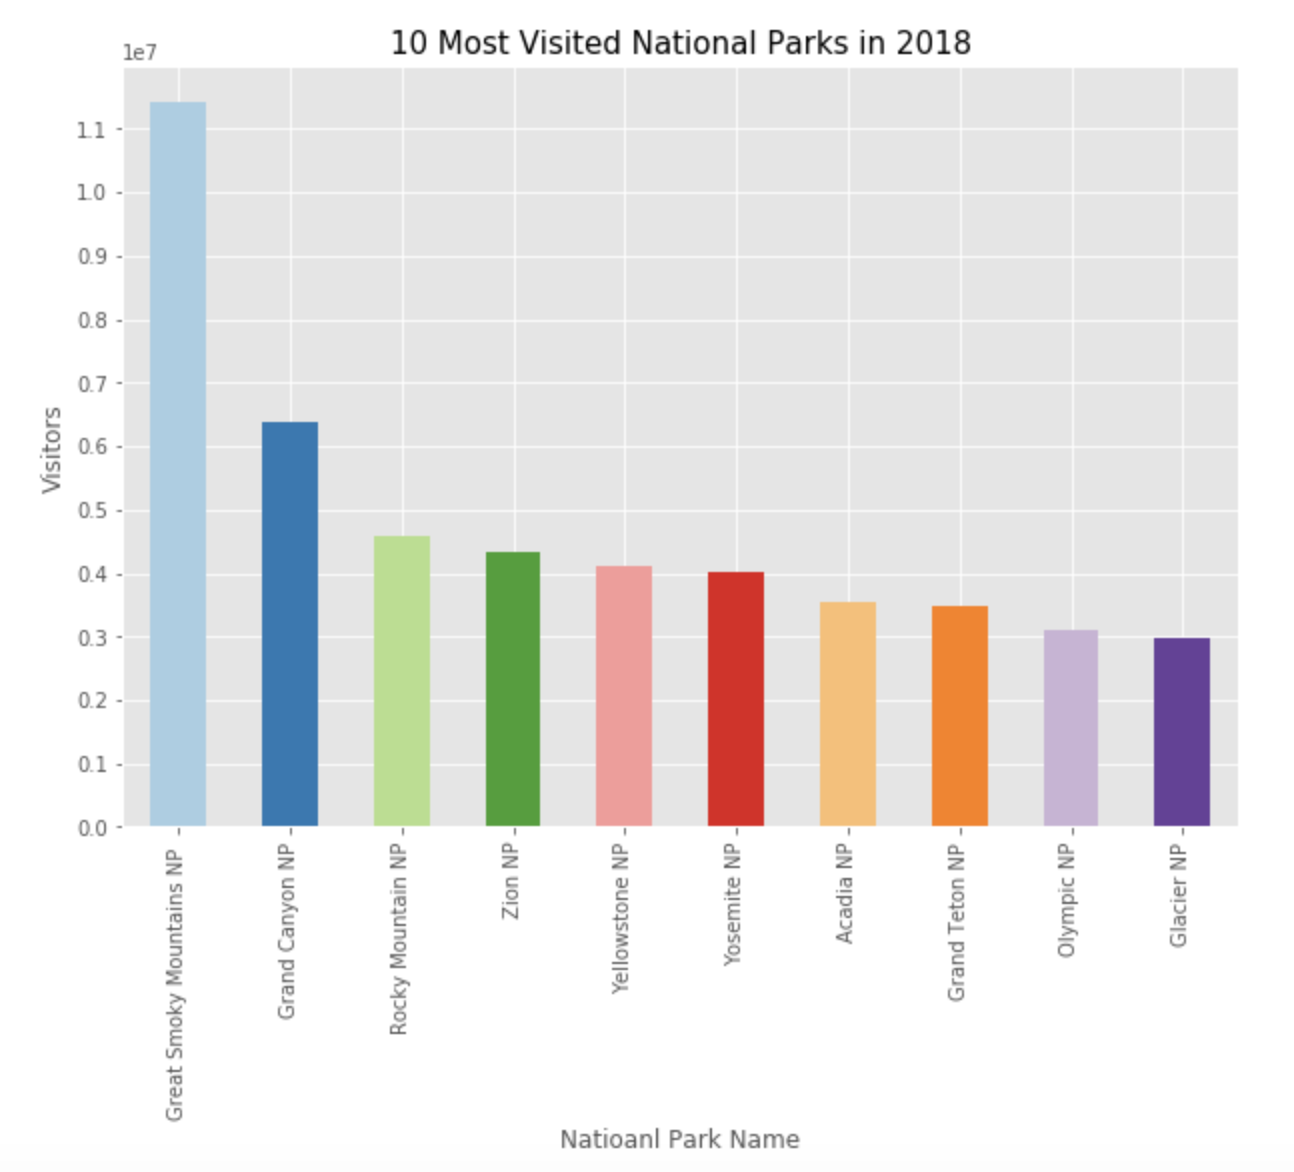 10 Most Visited National Parks in 2018
1e7
1.1
1.0
0.9
0.8
0.7
0.6
0.5
0.4
0.3
0.2
0.1
0.0
Visitors
Great Smoky Mountains NP
Grand Canyon NP
Rocky Mountain NP
Zion NP
Yellowstone NP
Yosemite NP
Acadia NP
Grand Teton NP
Olympic NP
Glacier NP
Natioanl Park Name